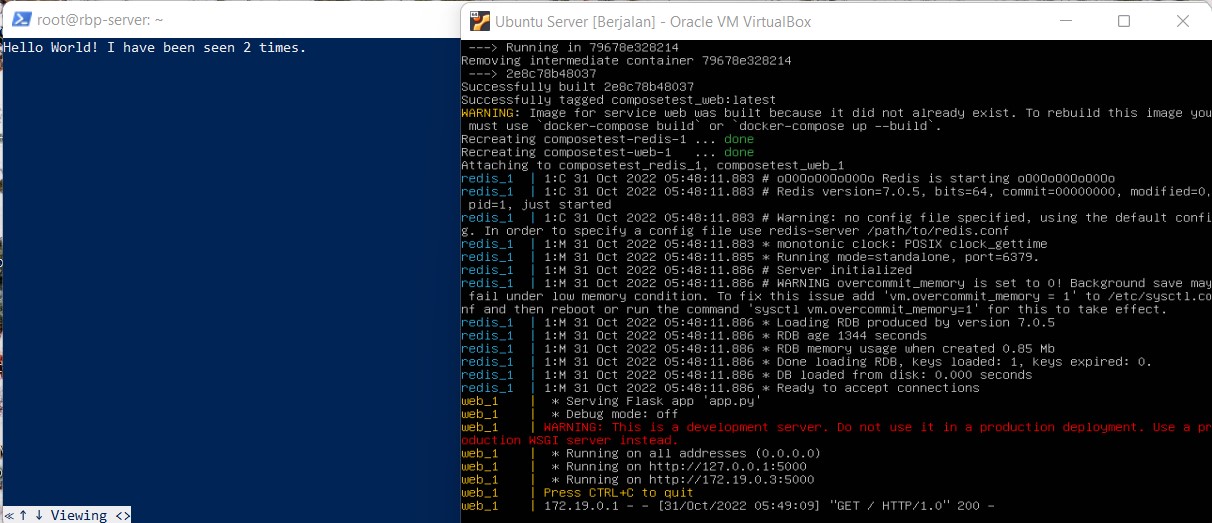 root@rbp-server: ~
Hello World! I have been seen 2 times.
≪ ↑ ↓ Viewing <>
Ubuntu Server [Berjalan] - Oracle VM VirtualBox
---> Running in 79678e328214
Removing intermediate container 79678e328214
---> 2e8c78b48037
Successfully built 2e8c78b48037
Successfully tagged composetest_web:latest
WARNING: Image for service web was built because it did not already exist. To rebuild this image you
must use `docker-compose build` or `docker-compose up --build`.
Recreating composetest-redis-1 ... done
Recreating composetest-web-1   ... done
Attaching to composetest_redis_1, composetest_web_1
redis_1  | 1:C 31 Oct 2022 05:48:11.883 # oO0OoO0OoO0Oo Redis is starting oO0OoO0OoO0Oo
redis_1  | 1:C 31 Oct 2022 05:48:11.883 # Redis version=7.0.5, bits=64, commit=00000000, modified=0,
pid=1, just started
redis_1  | 1:C 31 Oct 2022 05:48:11.883 # Warning: no config file specified, using the default confi
g. In order to specify a config file use redis-server /path/to/redis.conf
redis_1  | 1:M 31 Oct 2022 05:48:11.883 * monotonic clock: POSIX clock_gettime
redis_1  | 1:M 31 Oct 2022 05:48:11.885 * Running mode=standalone, port=6379.
redis_1  | 1:M 31 Oct 2022 05:48:11.886 # Server initialized
redis_1  | 1:M 31 Oct 2022 05:48:11.886 # WARNING overcommit_memory is set to 0! Background save may
fail under low memory condition. To fix this issue add 'vm.overcommit_memory = 1' to /etc/sysctl.co
nf and then reboot or run the command 'sysctl vm.overcommit_memory=1' for this to take effect.
redis_1  | 1:M 31 Oct 2022 05:48:11.886 * Loading RDB produced by version 7.0.5
redis_1  | 1:M 31 Oct 2022 05:48:11.886 * RDB age 1344 seconds
redis_1  | 1:M 31 Oct 2022 05:48:11.886 * RDB memory usage when created 0.85 Mb
redis_1  | 1:M 31 Oct 2022 05:48:11.886 * Done loading RDB, keys loaded: 1, keys expired: 0.
redis_1  | 1:M 31 Oct 2022 05:48:11.886 * DB loaded from disk: 0.000 seconds
redis_1  | 1:M 31 Oct 2022 05:48:11.886 * Ready to accept connections
web_1    |  * Serving Flask app 'app.py'
web_1    |  * Debug mode: off
web_1    | WARNING: This is a development server. Do not use it in a production deployment. Use a pr
oduction WSGI server instead.
web_1    |  * Running on all addresses (0.0.0.0)
web_1    |  * Running on http://127.0.0.1:5000
web_1    |  * Running on http://172.19.0.3:5000
web_1    | Press CTRL+C to quit
web_1    | 172.19.0.1 - - [31/Oct/2022 05:49:09] "GET / HTTP/1.0" 200 -